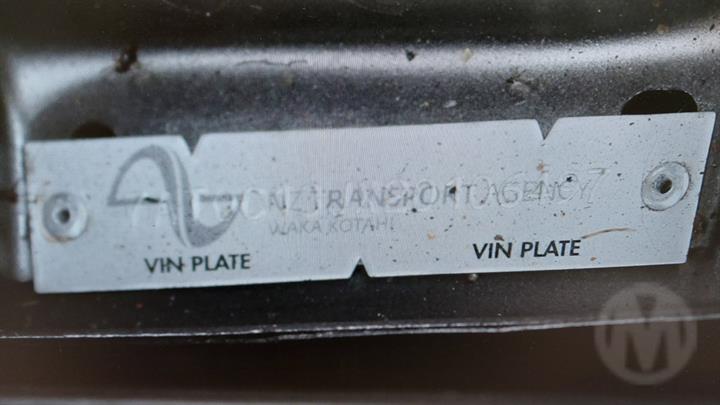 NZ TRANSPORT AGENCY
WAKA KOTAHI
VIN PLATE VIN PLATE
M